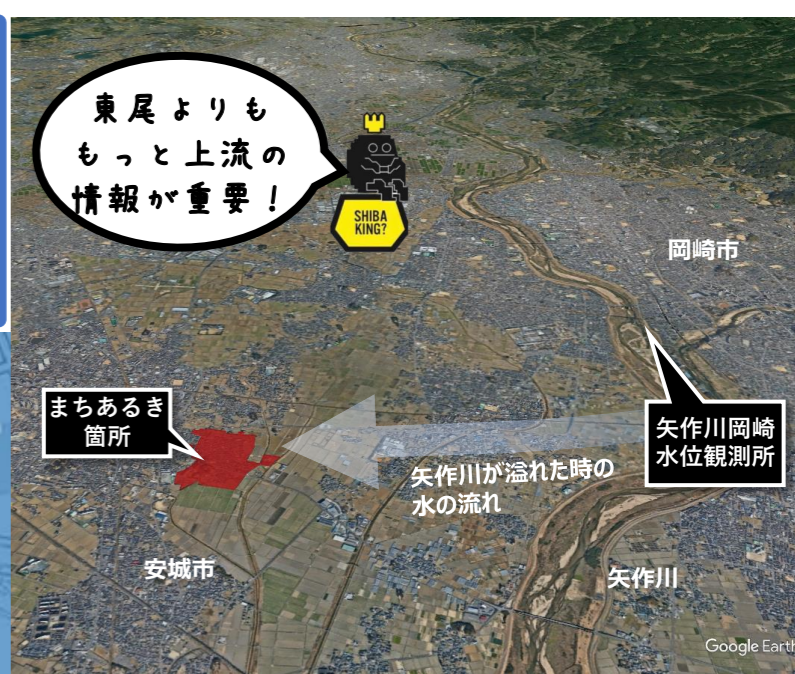 東尾よりも
もっと上流の
情報が重要！
SHIBA
KING?
岡崎市
まちあるき
箇所
矢作川岡崎
水位観測所
矢作川が溢れた時の
水の流れ
安城市
矢作川
Google Earth